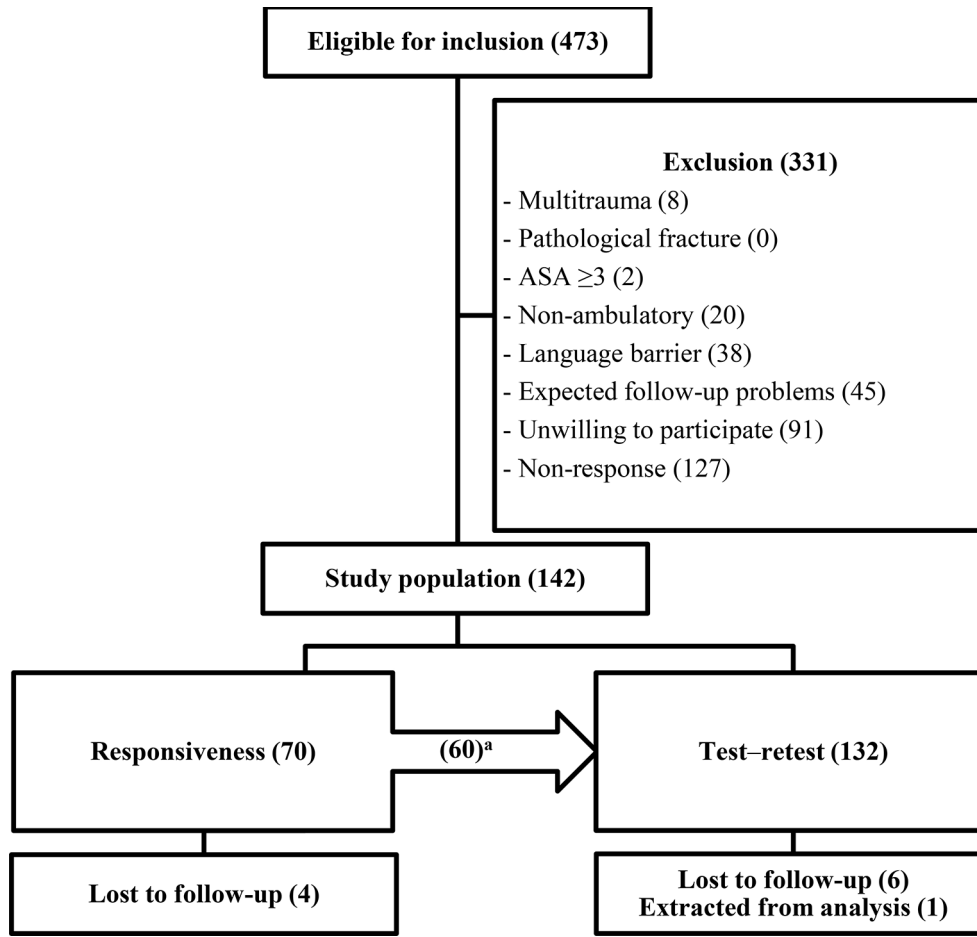 Eligible for inclusion (473)
Exclusion (331)
- Multitrauma (8)
- Pathological fracture (0)
- ASA ≥3 (2)
- Non-ambulatory (20)
- Language barrier (38)
- Expected follow-up problems (45)
- Unwilling to participate (91)
- Non-response (127)
Study population (142)
Responsiveness (70)
(60)ᵃ
Test–retest (132)
Lost to follow-up (4)
Lost to follow-up (6)
Extracted from analysis (1)